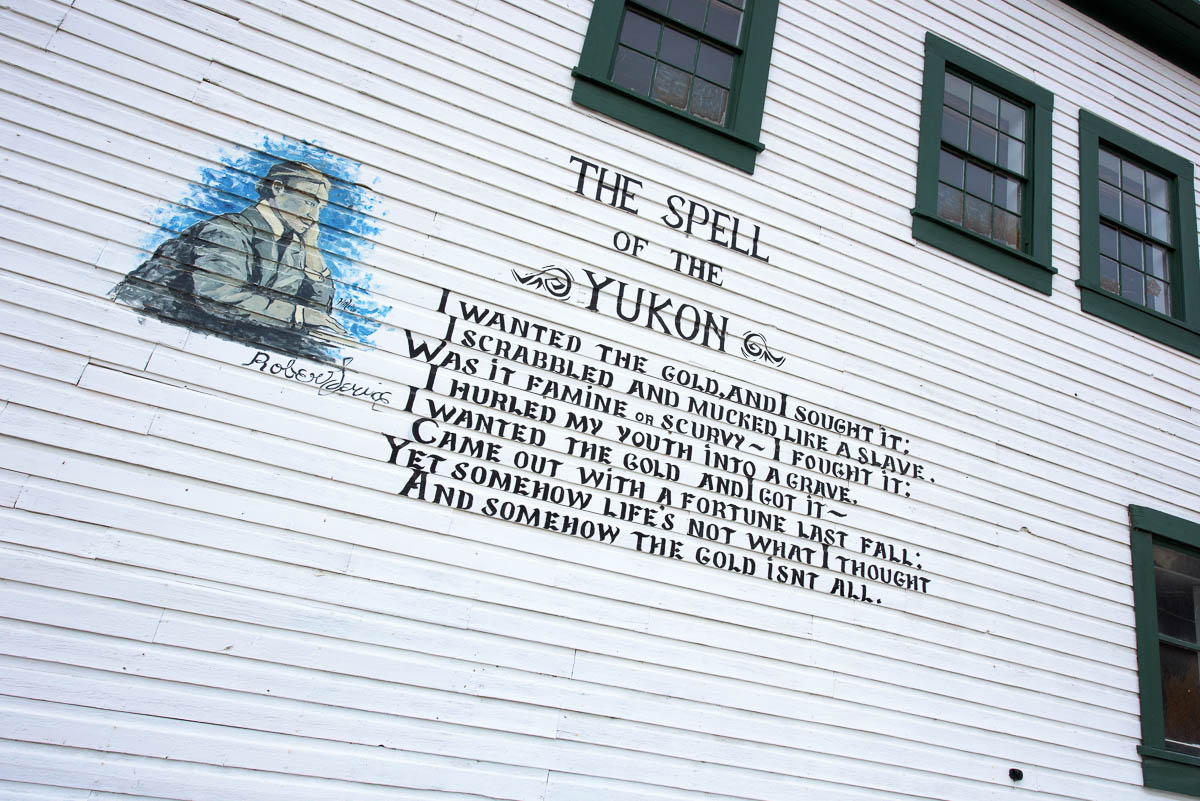 THE SPELL
OF THE
YUKON
I WANTED THE GOLD, AND I SOUGHT IT;
I SCRABBLED AND MUCKED LIKE A SLAVE.
WAS IT FAMINE OR SCURVY~ I FOUGHT IT;
I HURLED MY YOUTH INTO A GRAVE.
I WANTED THE GOLD AND I GOT IT~
CAME OUT WITH A FORTUNE LAST FALL;
YET SOMEHOW LIFE'S NOT WHAT I THOUGHT
AND SOMEHOW THE GOLD ISNT ALL.
Robert Service